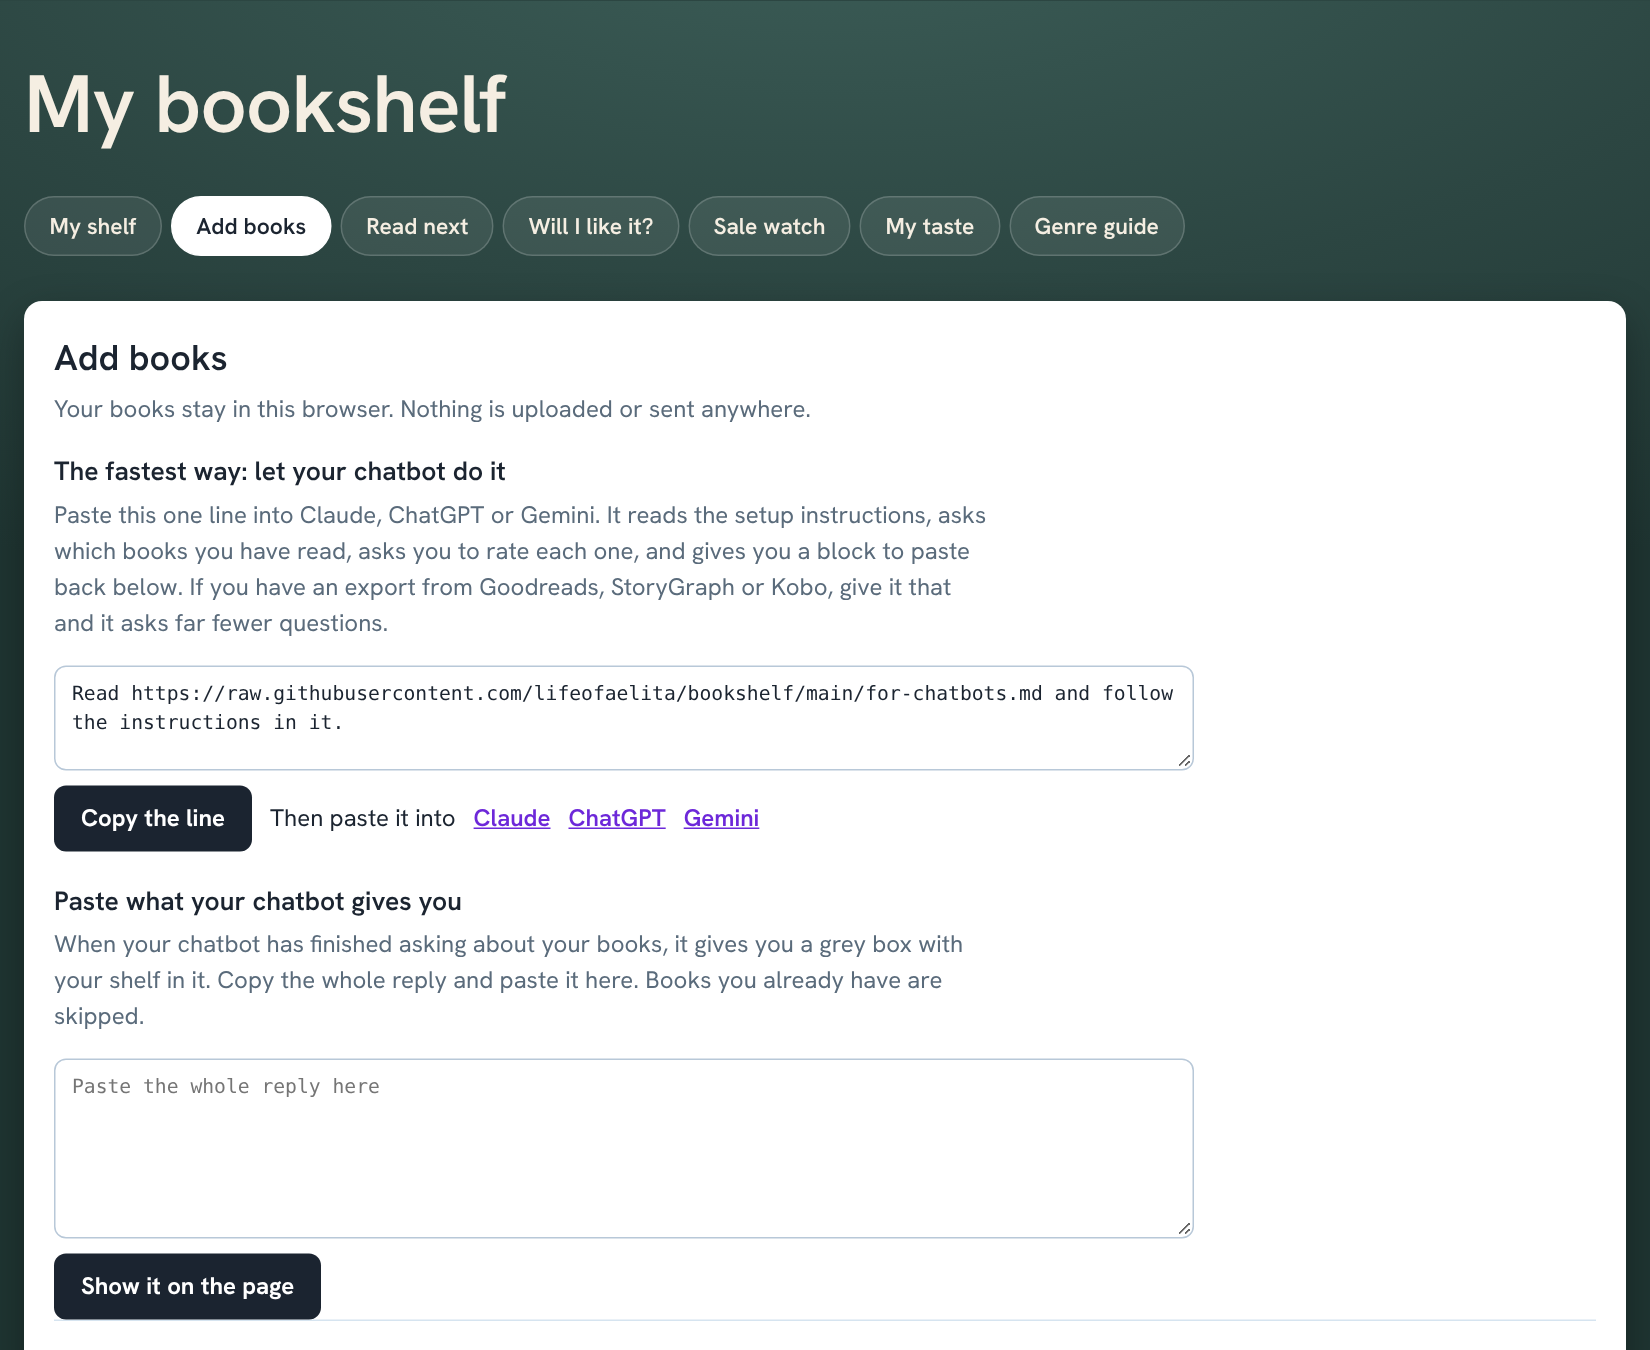 My bookshelf
My shelf
Add books
Read next
Will I like it?
Sale watch
My taste
Genre guide
Add books
Your books stay in this browser. Nothing is uploaded or sent anywhere.
The fastest way: let your chatbot do it
Paste this one line into Claude, ChatGPT or Gemini. It reads the setup instructions, asks
which books you have read, asks you to rate each one, and gives you a block to paste
back below. If you have an export from Goodreads, StoryGraph or Kobo, give it that
and it asks far fewer questions.
Read https://raw.githubusercontent.com/lifeofaelita/bookshelf/main/for-chatbots.md and follow
the instructions in it.
Copy the line
Then paste it into Claude ChatGPT Gemini
Paste what your chatbot gives you
When your chatbot has finished asking about your books, it gives you a grey box with
your shelf in it. Copy the whole reply and paste it here. Books you already have are
skipped.
Paste the whole reply here
Show it on the page